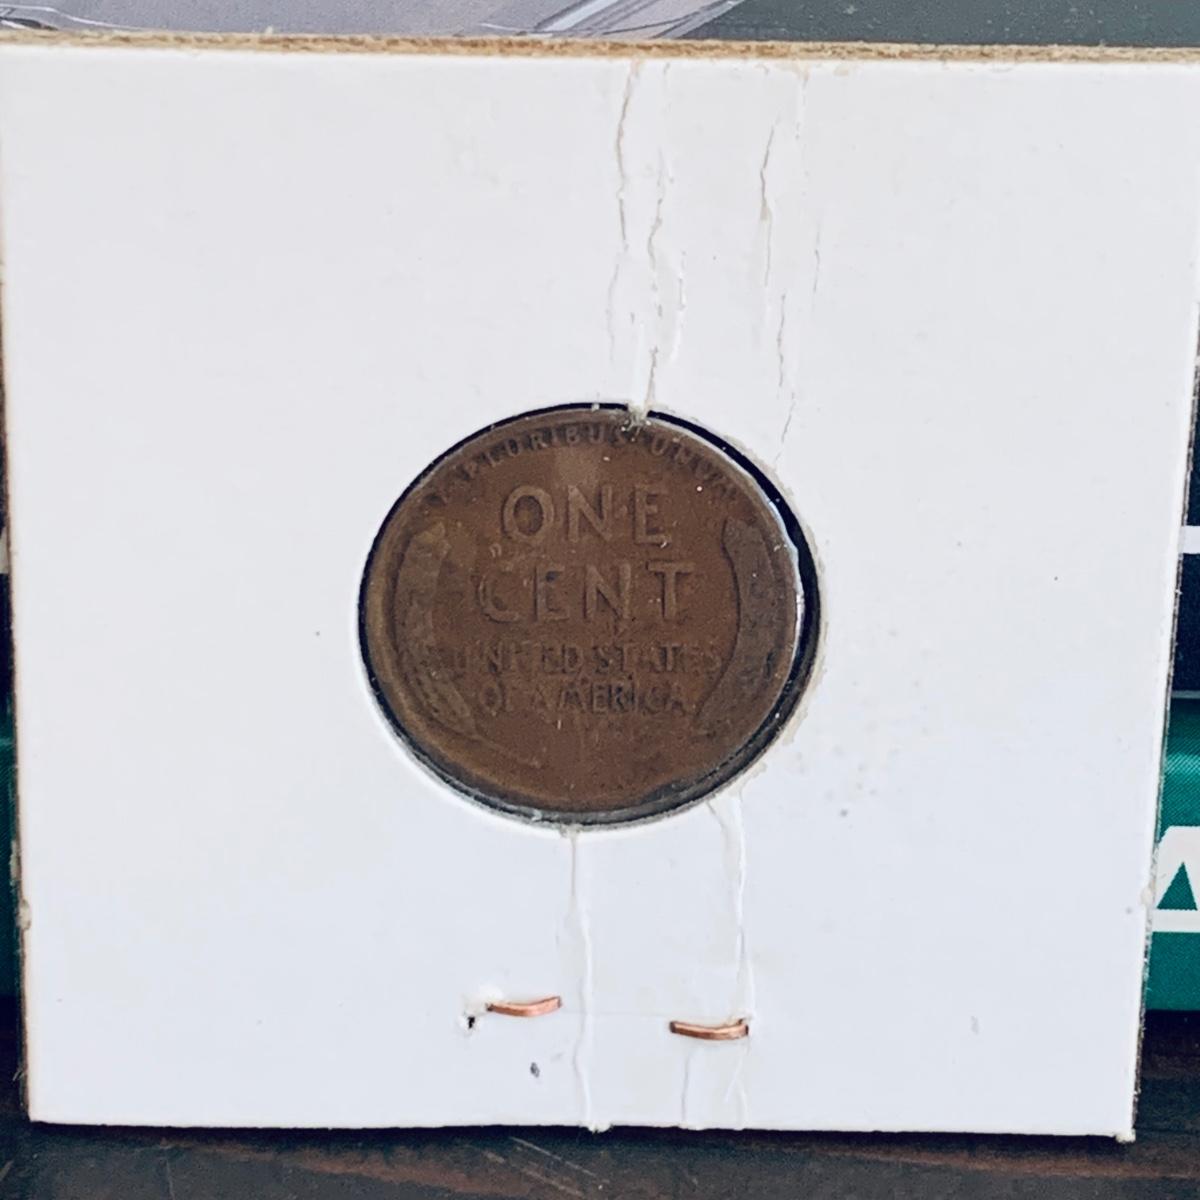 E PLURIBUS UNUM
ONE
CENT
UNITED STATES
OF AMERICA
A